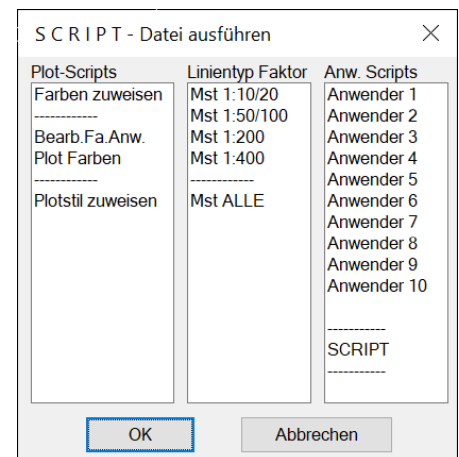 S C R I P T - Datei ausführen
Plot-Scripts
Farben zuweisen
------------
Bearb.Fa.Anw.
Plot Farben
------------
Plotstil zuweisen
Linientyp Faktor
Mst 1:10/20
Mst 1:50/100
Mst 1:200
Mst 1:400
------------
Mst ALLE
Anw. Scripts
Anwender 1
Anwender 2
Anwender 3
Anwender 4
Anwender 5
Anwender 6
Anwender 7
Anwender 8
Anwender 9
Anwender 10
-----------
SCRIPT
-----------
OK
Abbrechen